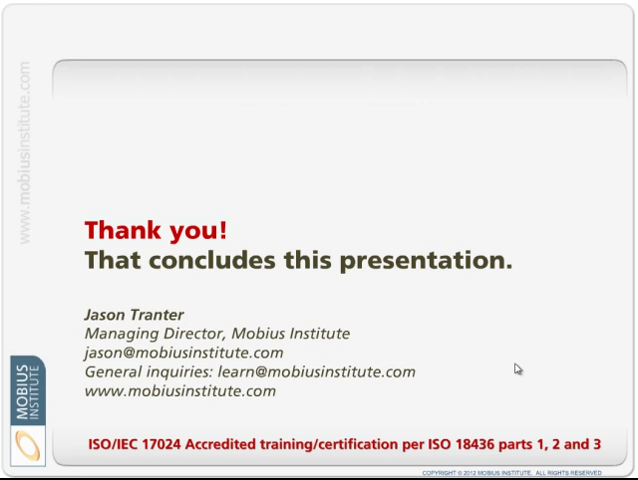 www.mobiusinstitute.com
Thank you!
That concludes this presentation.
Jason Tranter
Managing Director, Mobius Institute
jason@mobiusinstitute.com
General inquiries: learn@mobiusinstitute.com
www.mobiusinstitute.com
MOBIUS
INSTITUTE
ISO/IEC 17024 Accredited training/certification per ISO 18436 parts 1, 2 and 3
COPYRIGHT © 2012 MOBIUS INSTITUTE. ALL RIGHTS RESERVED